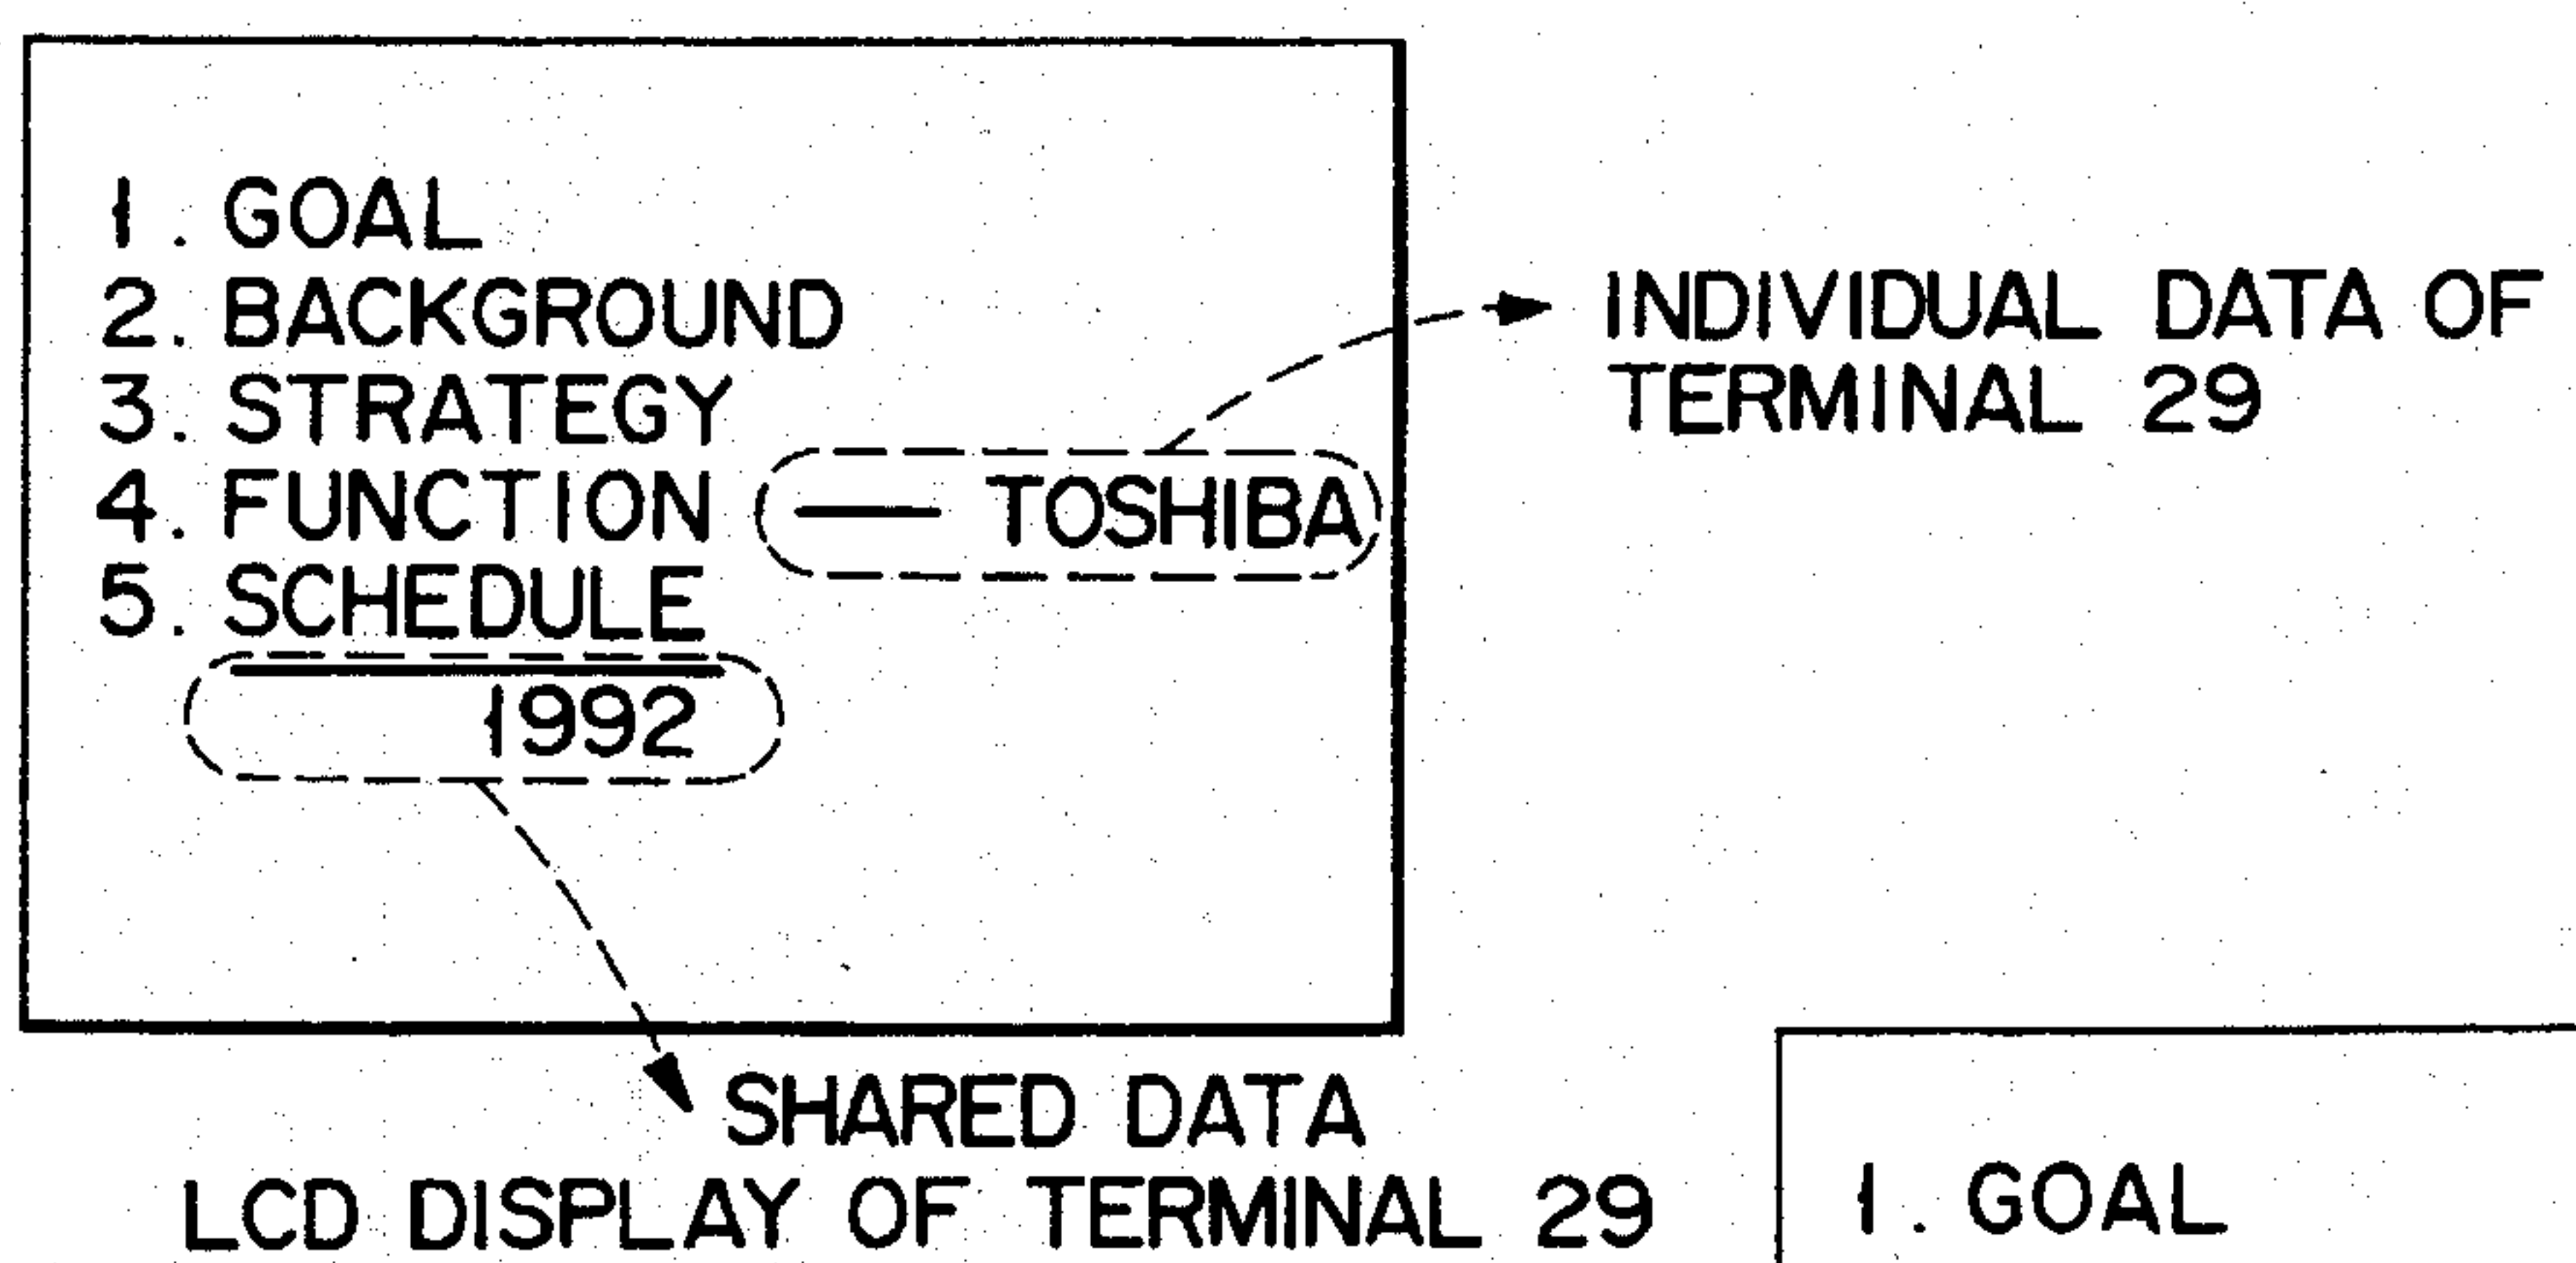 1. GOAL
2. BACKGROUND
3. STRATEGY
4. FUNCTION — TOSHIBA
5. SCHEDULE
1992
INDIVIDUAL DATA OF
TERMINAL 29
SHARED DATA
LCD DISPLAY OF TERMINAL 29
1. GOAL